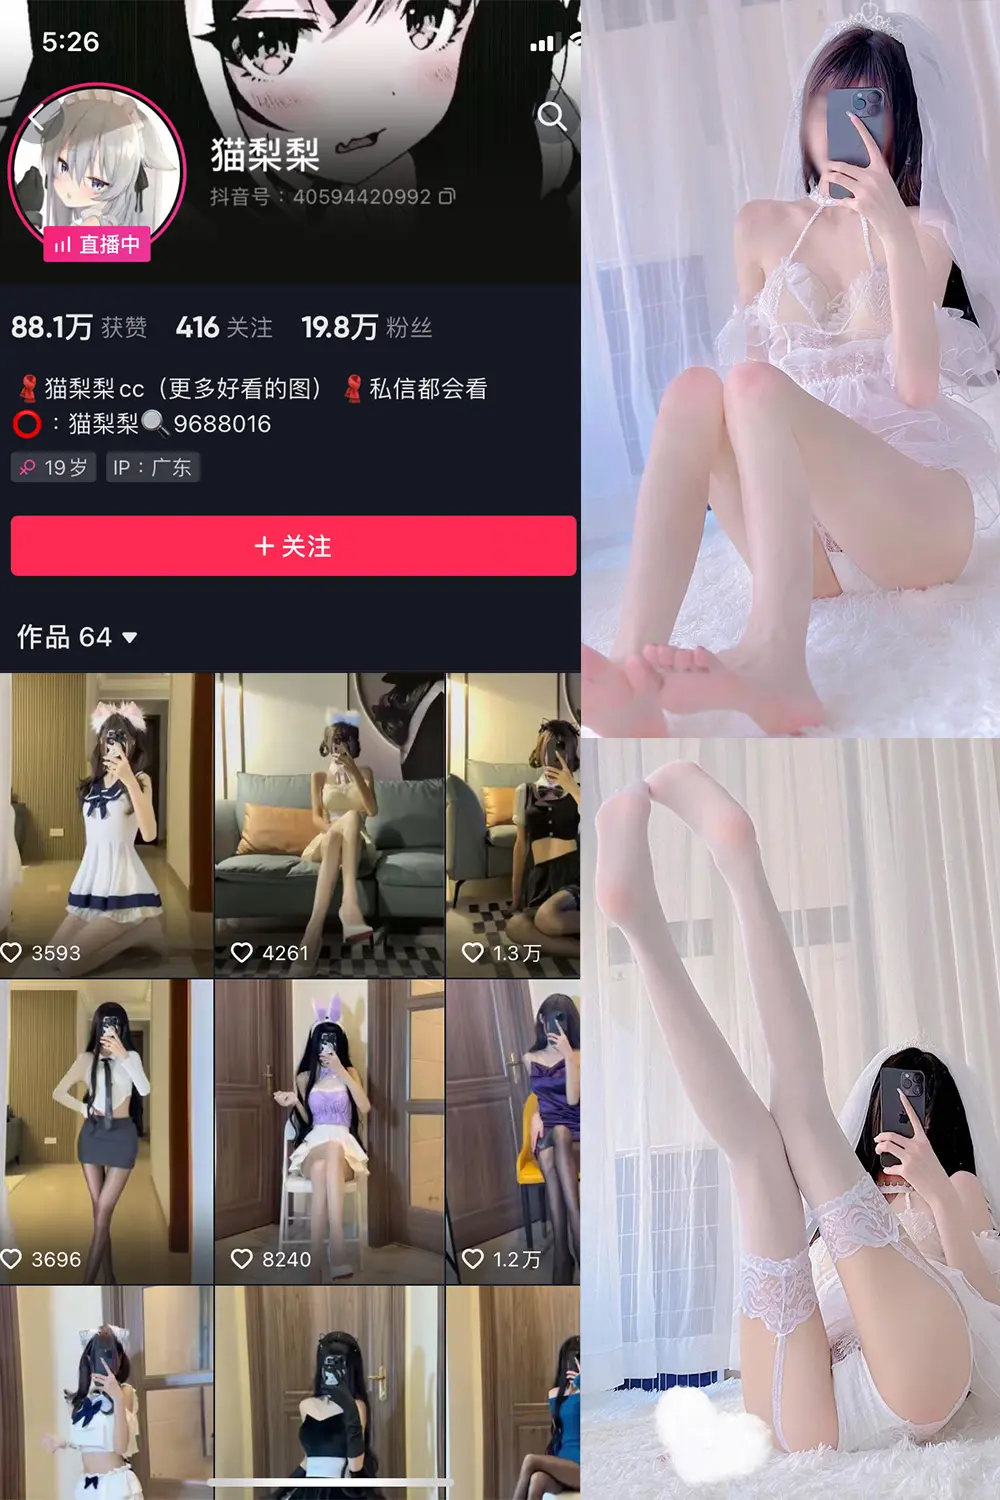 5:26
猫梨梨
抖音号：40594420992
直播中
88.1万 获赞 416 关注 19.8万 粉丝
猫梨梨cc（更多好看的图） 私信都会看
：猫梨梨 9688016
19岁 IP：广东
+ 关注
作品 64
3593 4261 1.3万
3696 8240 1.2万